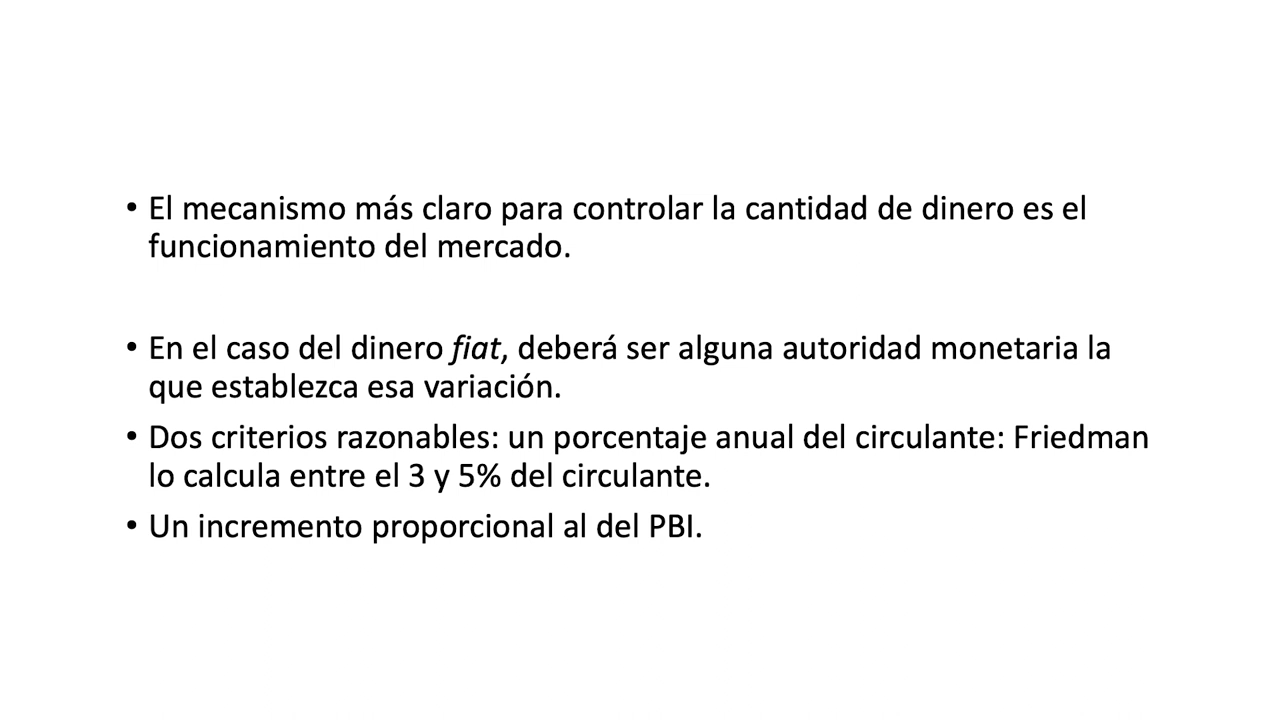 • El mecanismo más claro para controlar la cantidad de dinero es el
funcionamiento del mercado.
• En el caso del dinero fiat, deberá ser alguna autoridad monetaria la
que establezca esa variación.
• Dos criterios razonables: un porcentaje anual del circulante: Friedman
lo calcula entre el 3 y 5% del circulante.
• Un incremento proporcional al del PBI.